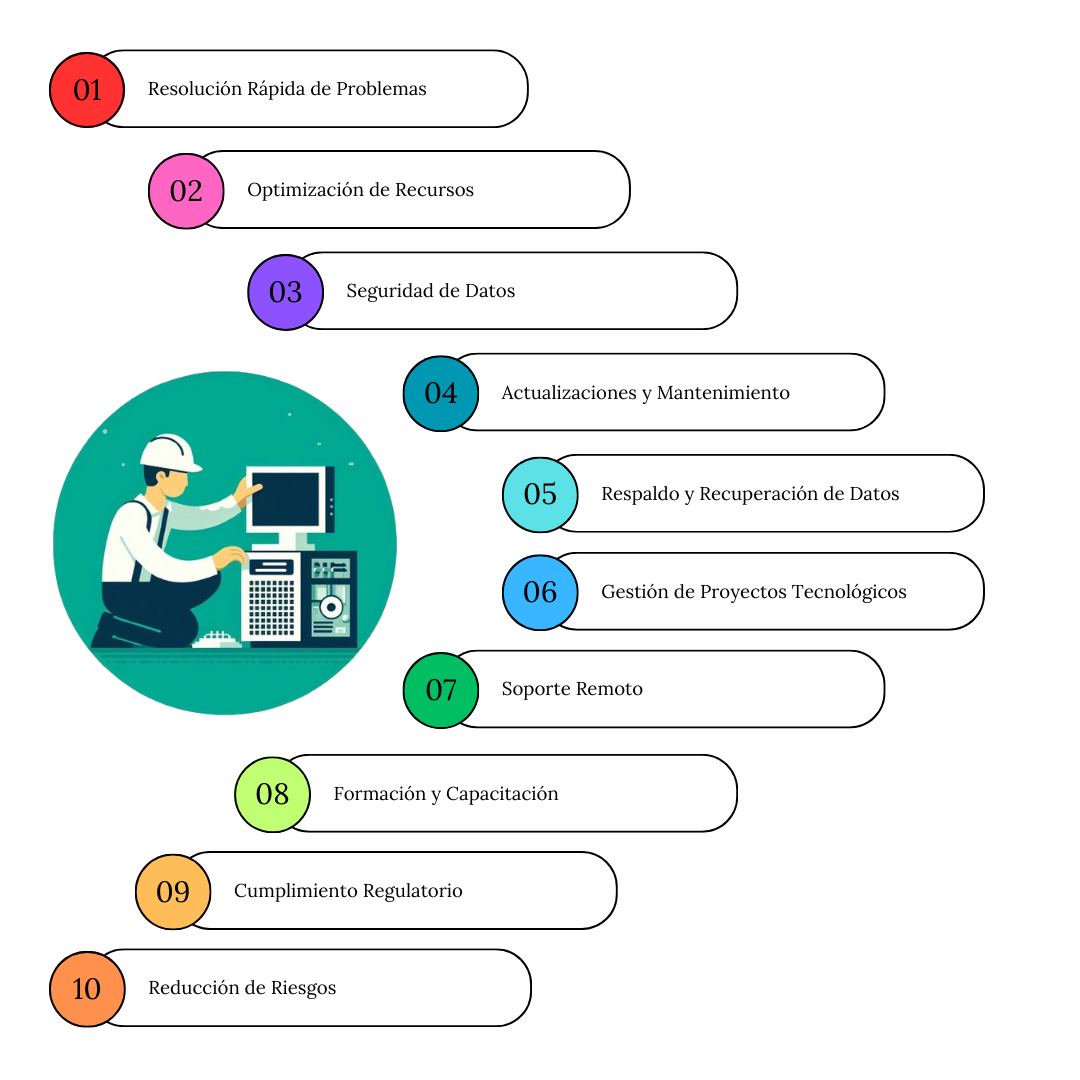 01 Resolución Rápida de Problemas
02 Optimización de Recursos
03 Seguridad de Datos
04 Actualizaciones y Mantenimiento
05 Respaldo y Recuperación de Datos
06 Gestión de Proyectos Tecnológicos
07 Soporte Remoto
08 Formación y Capacitación
09 Cumplimiento Regulatorio
10 Reducción de Riesgos